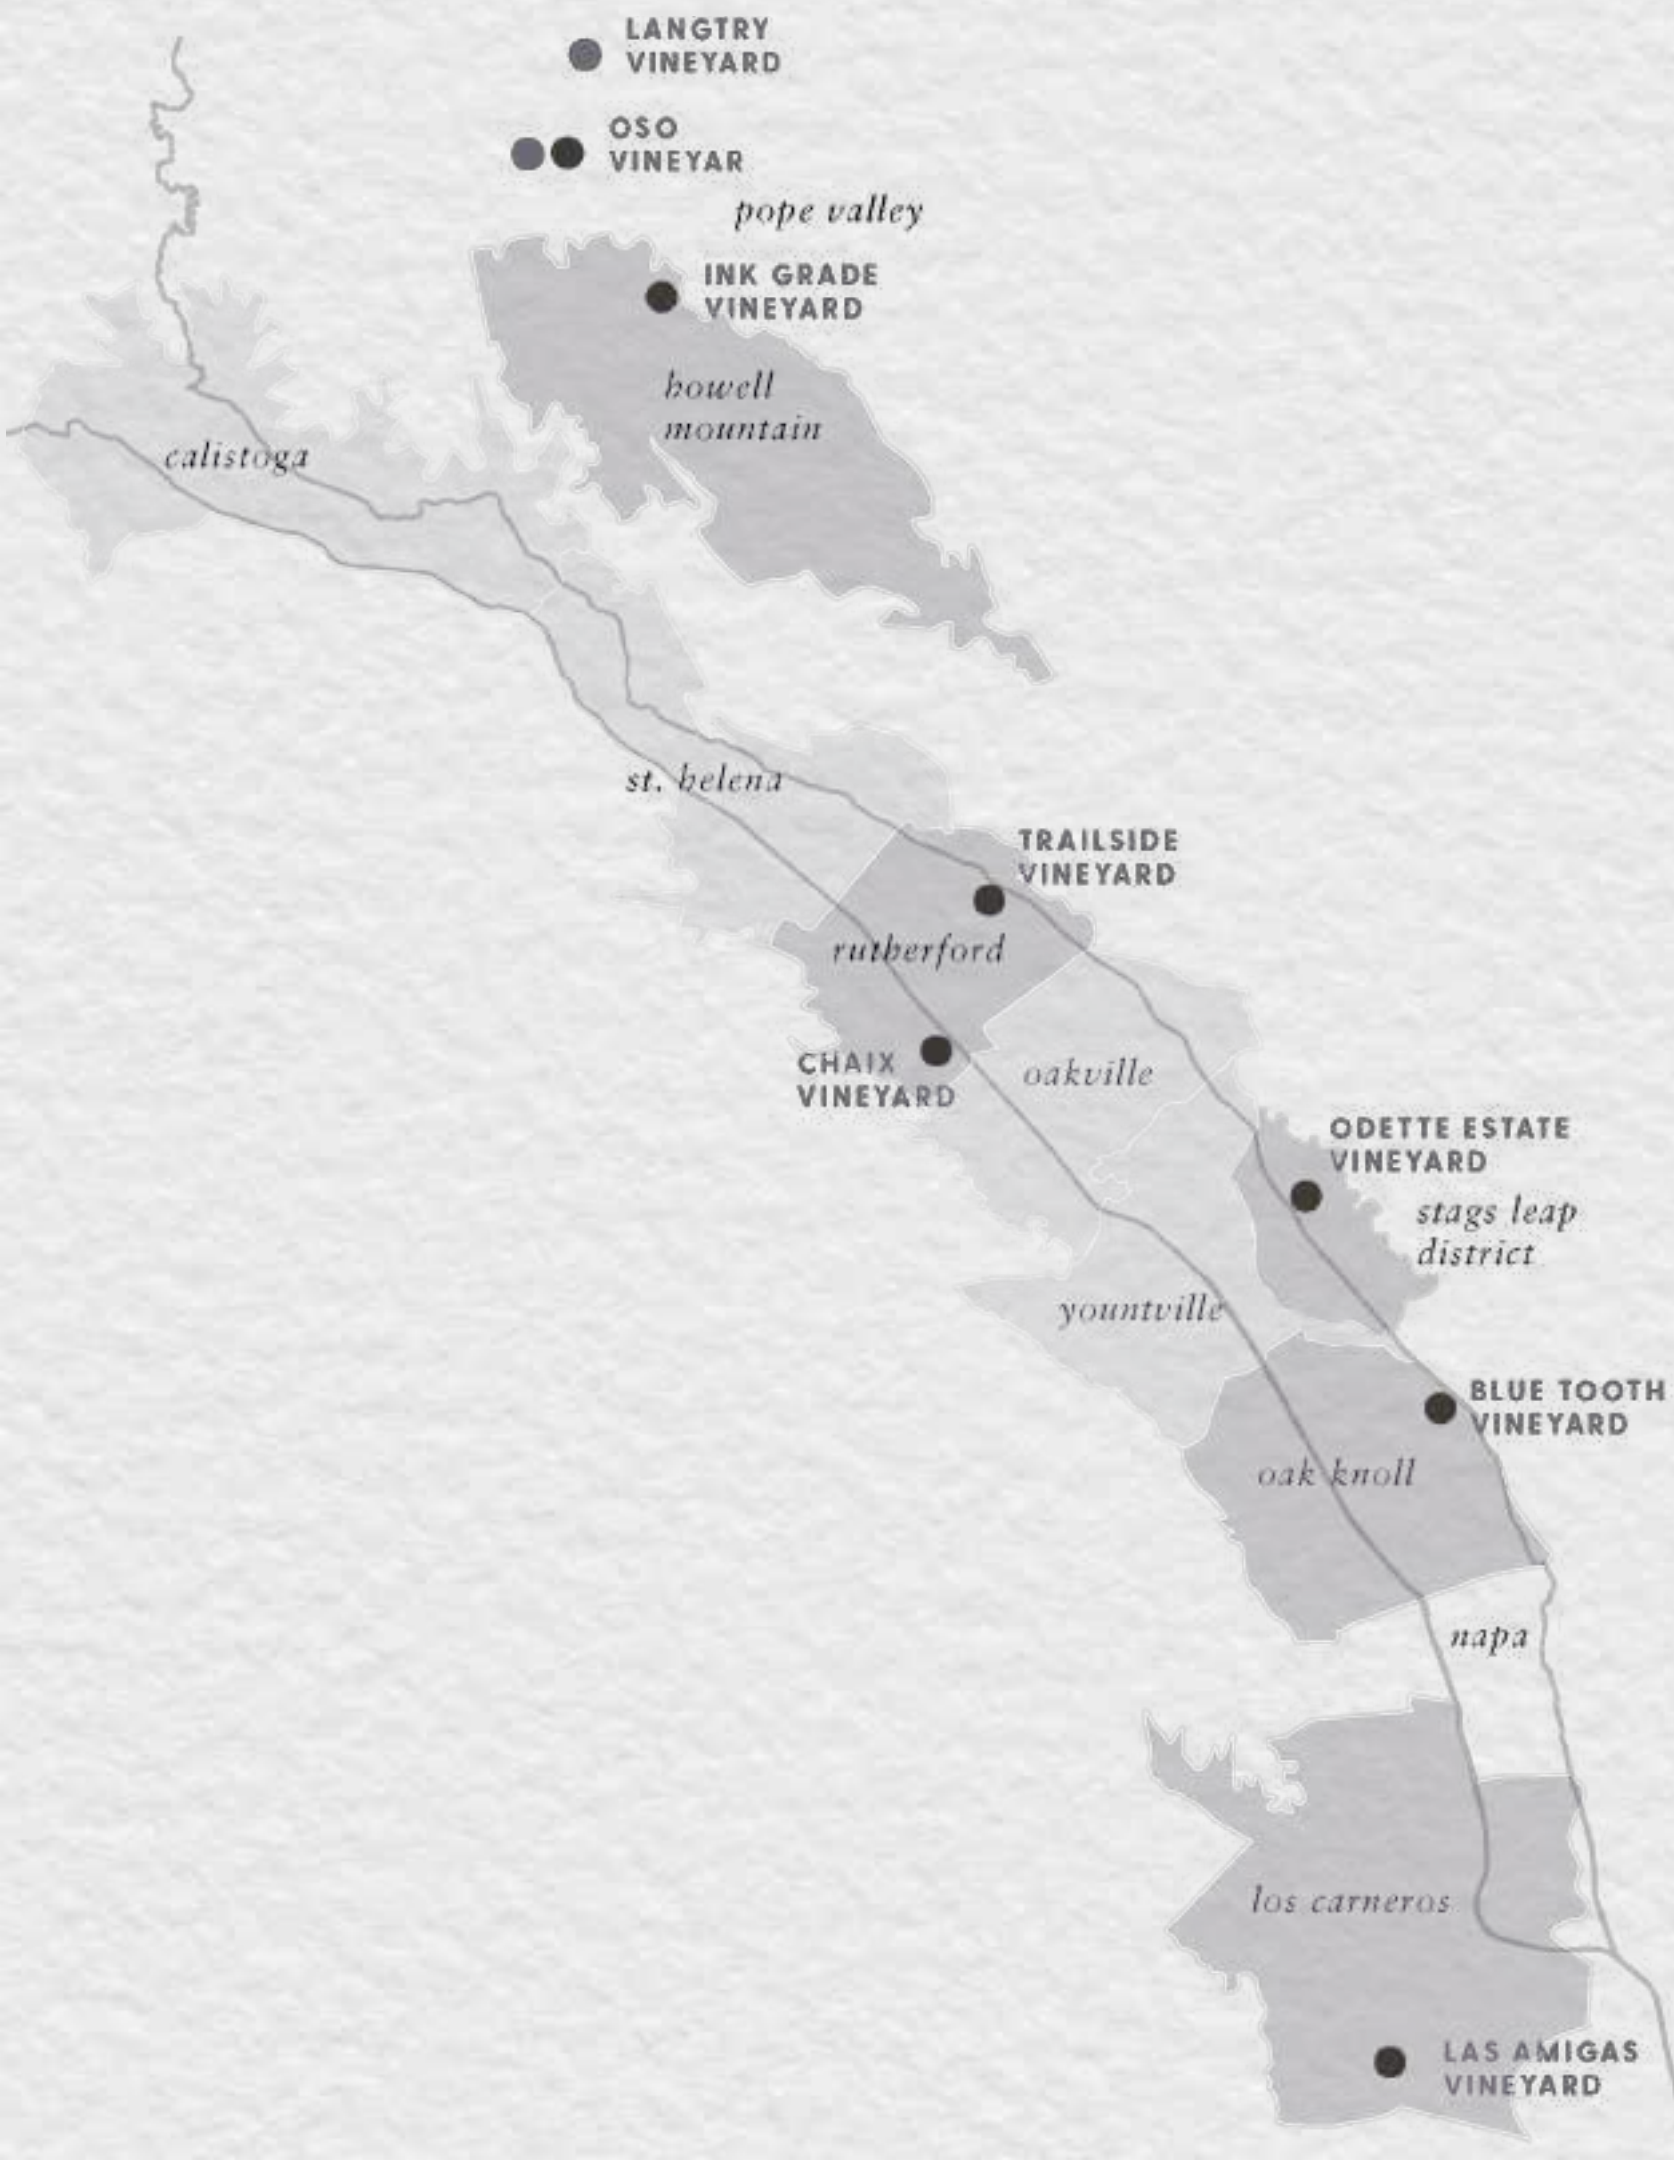 LANGTRY
VINEYARD
OSO
VINEYAR
pope valley
INK GRADE
VINEYARD
howell
mountain
calistoga
st. helena
TRAILSIDE
VINEYARD
rutherford
CHAIX
VINEYARD
oakville
ODETTE ESTATE
VINEYARD
stags leap
district
yountville
BLUE TOOTH
VINEYARD
oak knoll
napa
los carneros
LAS AMIGAS
VINEYARD